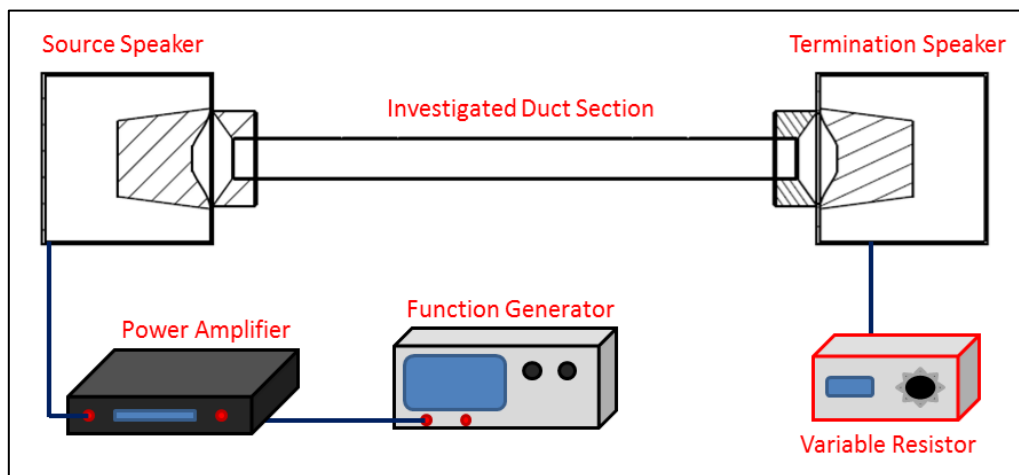 Source Speaker
Termination Speaker
Investigated Duct Section
Function Generator
Power Amplifier
Variable Resistor